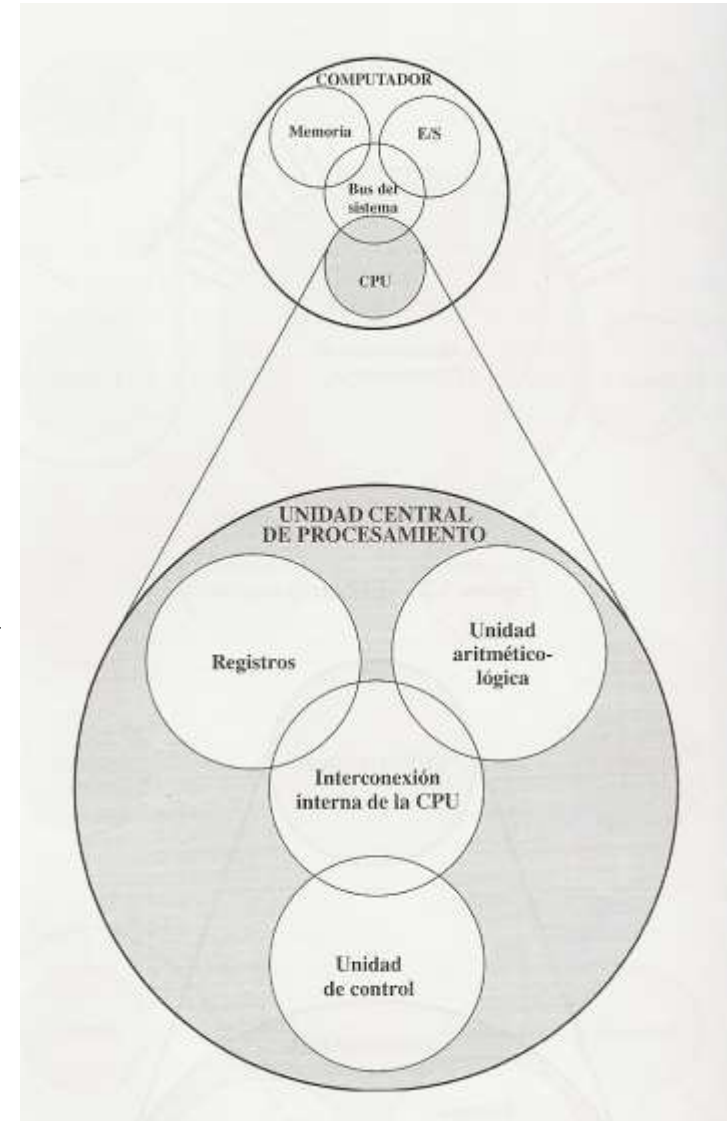 COMPUTADOR
Memoria
E/S
Bus del
sistema
CPU
UNIDAD CENTRAL
DE PROCESAMIENTO
Registros
Unidad
aritmético-
lógica
Interconexión
interna de la CPU
Unidad
de control